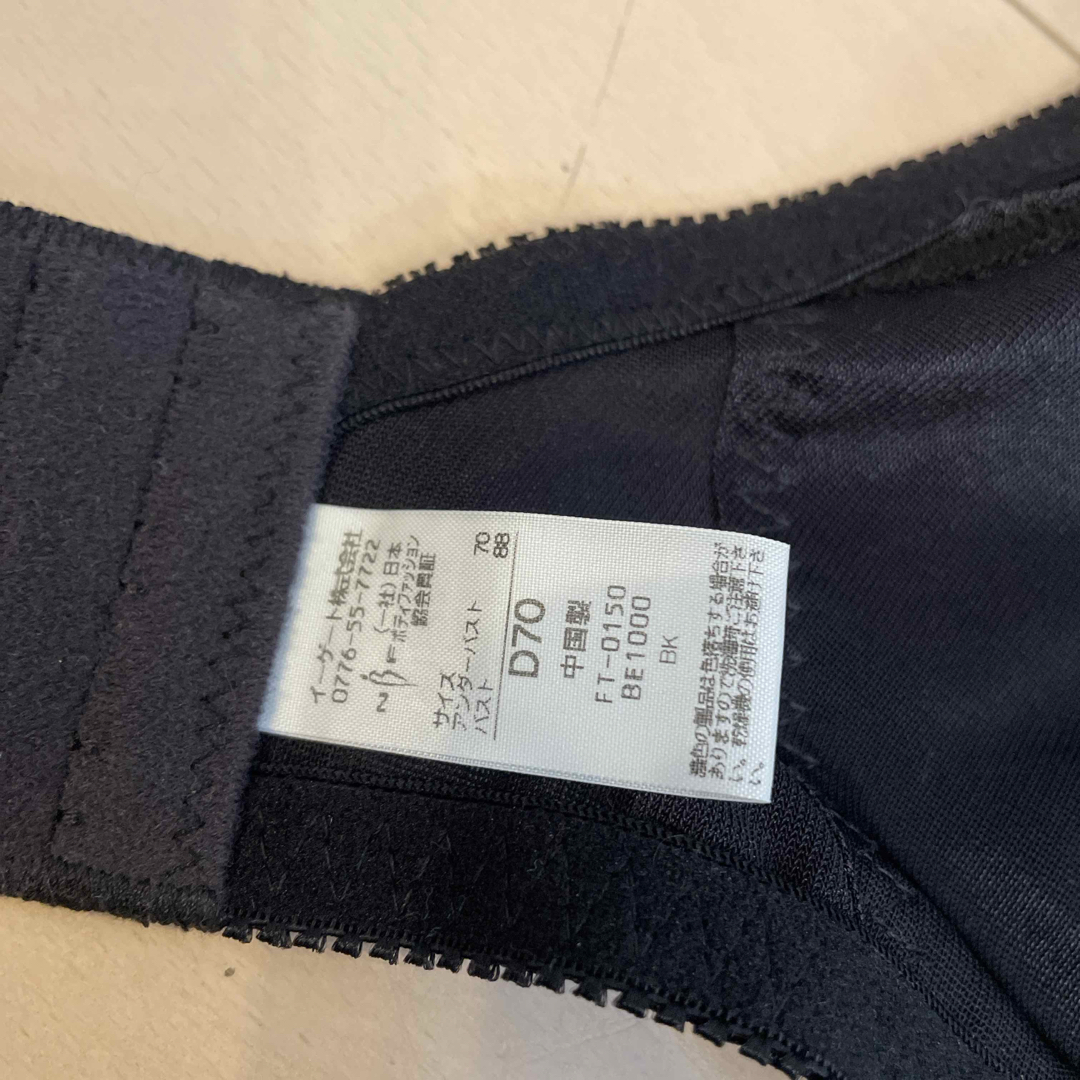 イーゲート株式会社
0776-55-7722
NBF (一社)日本
ボディファッション
協会会員証
サイズ
アンダーバスト 70
バスト 88
D70
中国製
FT-0150
BE1000
BK
濃色の製品は色落ちする場合が
ありますので洗濯時ご注意下さ
い。乾燥機の使用はお避け下さ
い。